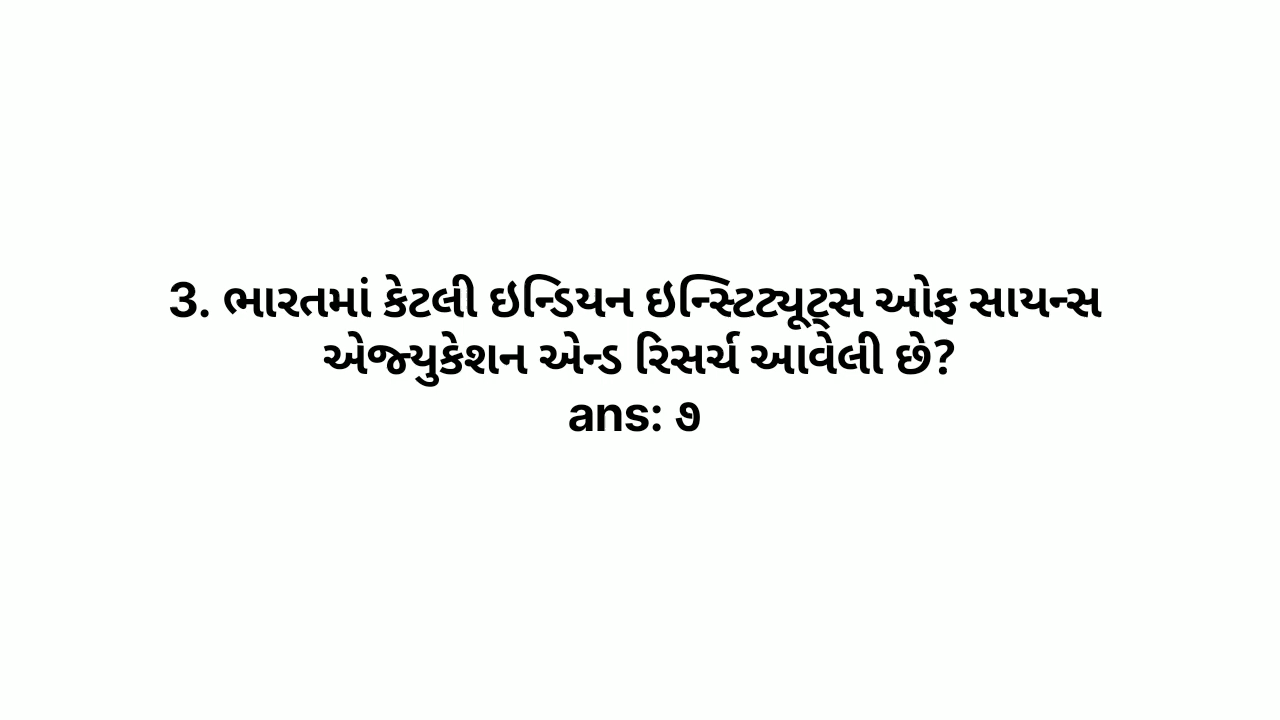 3. ભારતમાં કેટલી ઇન્ડિયન ઇન્સ્ટિટ્યૂટ્સ ઓફ સાયન્સ
એજ્યુકેશન એન્ડ રિસર્ચ આવેલી છે?
ans: ૭